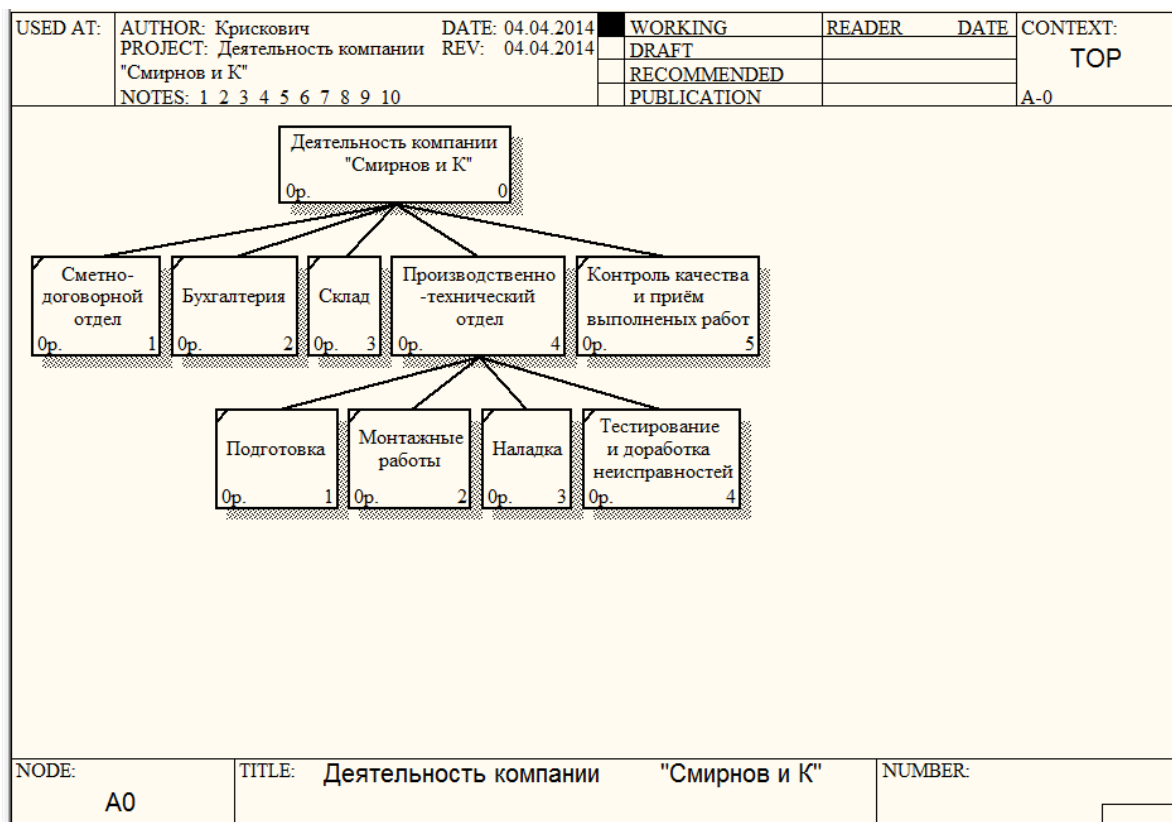 USED AT:
AUTHOR: Крискович
DATE: 04.04.2014
PROJECT: Деятельность компании
REV: 04.04.2014
"Смирнов и К"
NOTES: 1 2 3 4 5 6 7 8 9 10
WORKING
DRAFT
RECOMMENDED
PUBLICATION
READER DATE
CONTEXT:
TOP
A-0
Деятельность компании
"Смирнов и К"
0р. 0
Сметно-
договорной
отдел
0р. 1
Бухгалтерия
0р. 2
Склад
0р. 3
Производственно
-технический
отдел
0р. 4
Контроль качества
и приём
выполненых работ
0р. 5
Подготовка
0р. 1
Монтажные
работы
0р. 2
Наладка
0р. 3
Тестирование
и доработка
неисправностей
0р. 4
NODE:
A0
TITLE: Деятельность компании "Смирнов и К"
NUMBER: